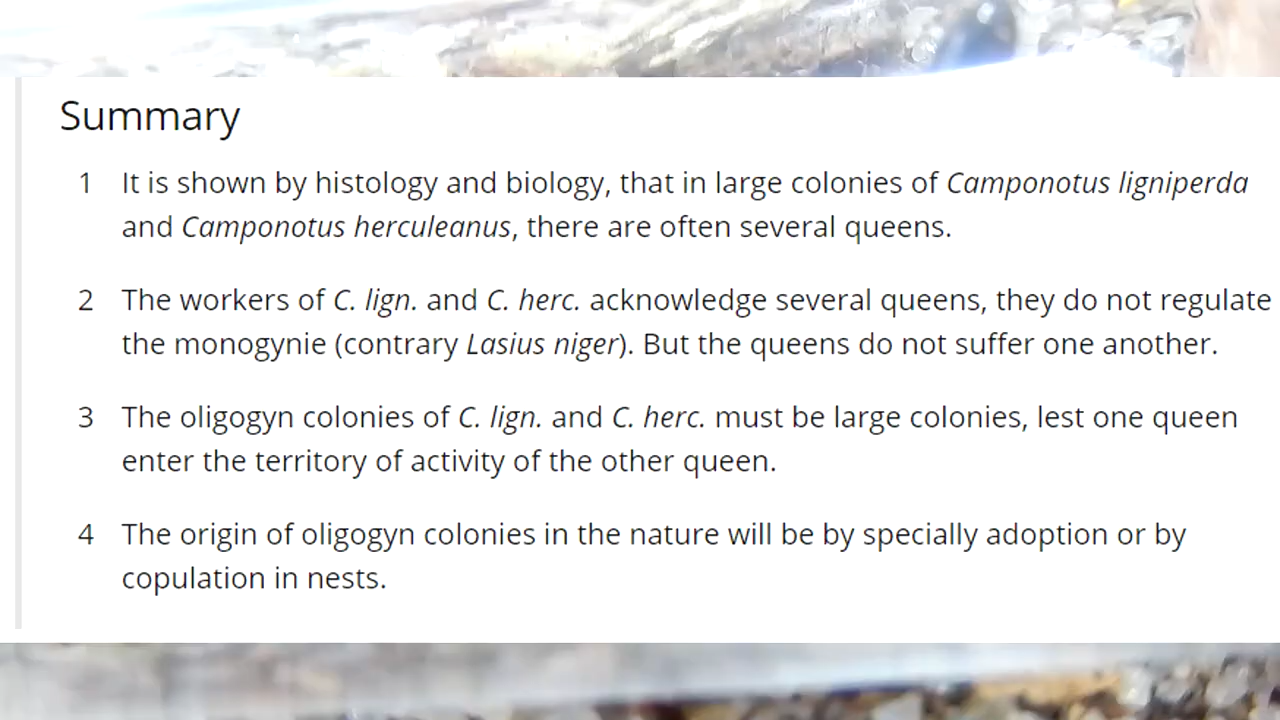 Summary
1 It is shown by histology and biology, that in large colonies of Camponotus ligniperda
and Camponotus herculeanus, there are often several queens.
2 The workers of C. lign. and C. herc. acknowledge several queens, they do not regulate
the monogynie (contrary Lasius niger). But the queens do not suffer one another.
3 The oligogyn colonies of C. lign. and C. herc. must be large colonies, lest one queen
enter the territory of activity of the other queen.
4 The origin of oligogyn colonies in the nature will be by specially adoption or by
copulation in nests.